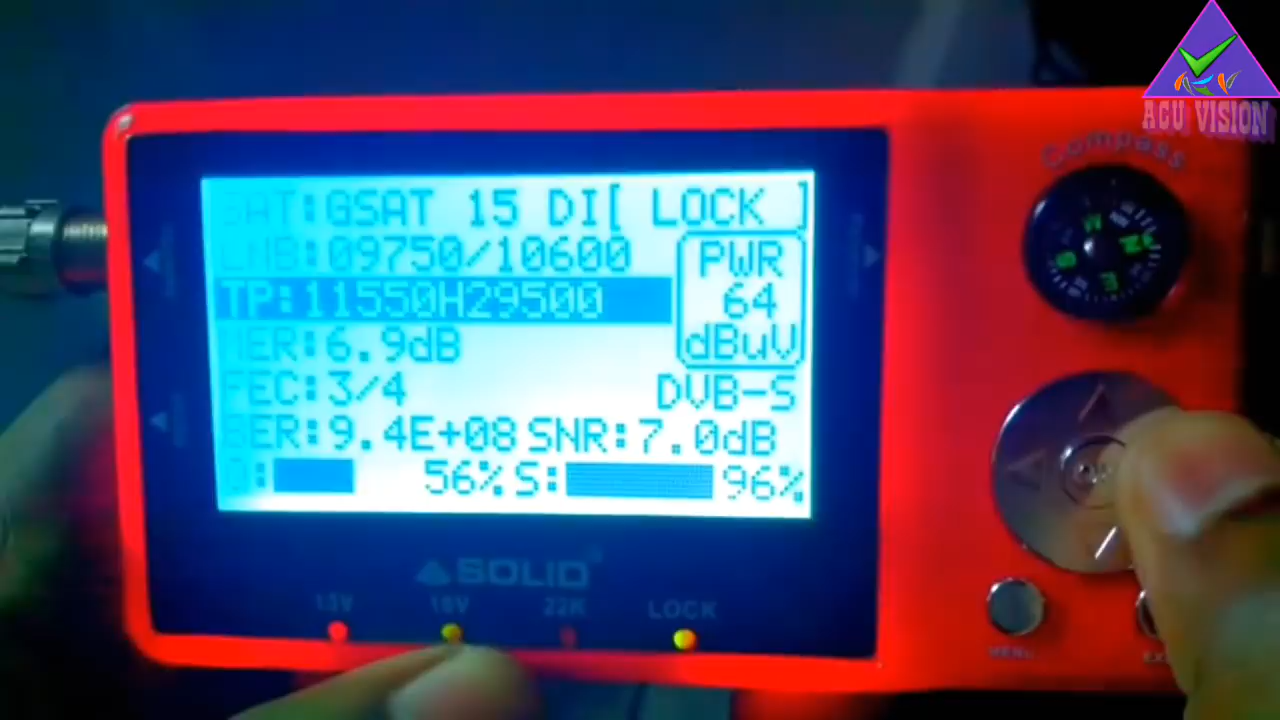 SAT:GSAT 15 DI[ LOCK ]
LNB:09750/10600
TP:11550H29500
MER:6.9dB
FEC:3/4
BER:9.4E+08
PWR
64
dBuV
DVB-S
SNR:7.0dB
Q: 56% S: 96%
SOLID
13V 18V 22K LOCK
Compass
MENU
ACU VISION